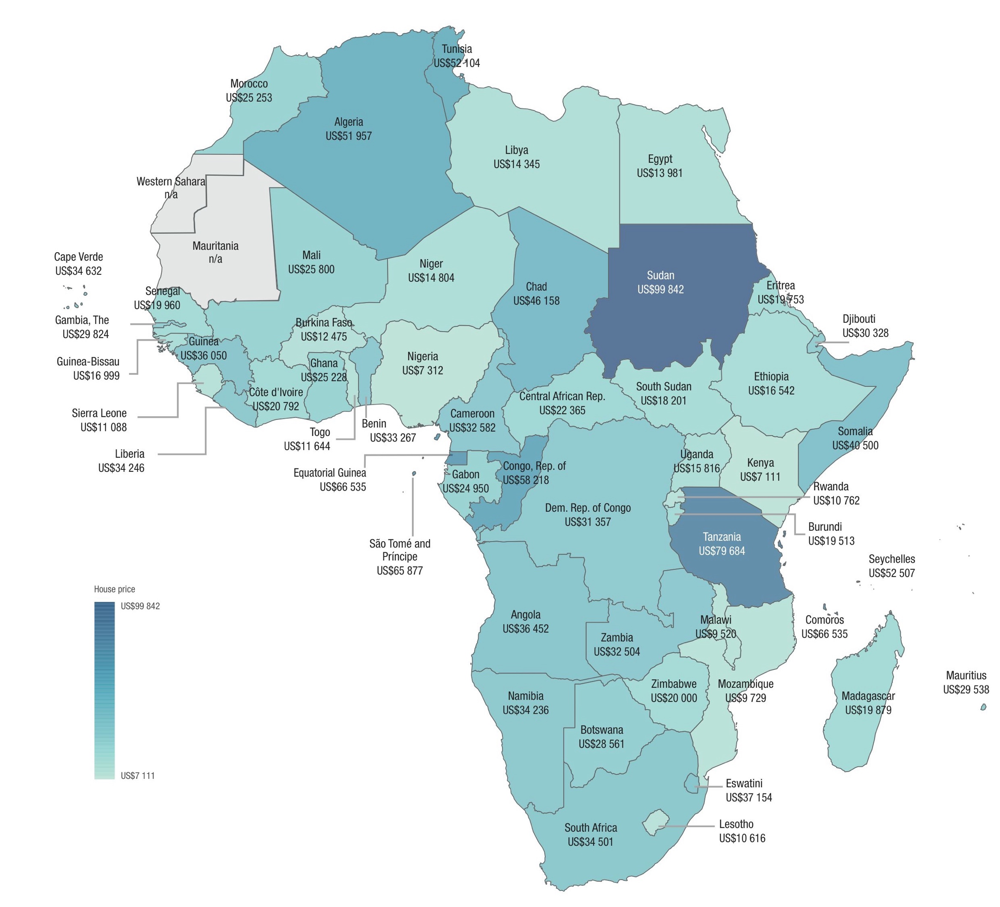 Tunisia
US$52 104
Morocco
US$25 253
Algeria
US$51 957
Libya
US$14 345
Egypt
US$13 981
Western Sahara
n/a
Mauritania
n/a
Cape Verde
US$34 632
Mali
US$25 800
Niger
US$14 804
Chad
US$46 158
Sudan
US$99 842
Eritrea
US$19 753
Senegal
US$19 960
Gambia, The
US$29 824
Djibouti
US$30 328
Burkina Faso
US$12 475
Guinea
US$36 050
Guinea-Bissau
US$16 999
Nigeria
US$7 312
Ghana
US$25 228
Ethiopia
US$16 542
South Sudan
US$18 201
Côte d'Ivoire
US$20 792
Central African Rep.
US$22 365
Sierra Leone
US$11 088
Cameroon
US$32 582
Benin
US$33 267
Togo
US$11 644
Somalia
US$40 500
Liberia
US$34 246
Uganda
US$15 816
Kenya
US$7 111
Equatorial Guinea
US$66 535
Gabon
US$24 950
Congo, Rep. of
US$58 218
Rwanda
US$10 762
Dem. Rep. of Congo
US$31 357
Burundi
US$19 513
Tanzania
US$79 684
São Tomé and
Príncipe
US$65 877
Seychelles
US$52 507
House price
US$99 842
US$7 111
Angola
US$36 452
Zambia
US$32 504
Malawi
US$9 520
Comoros
US$66 535
Mauritius
US$29 538
Namibia
US$34 236
Zimbabwe
US$20 000
Mozambique
US$9 729
Madagascar
US$19 879
Botswana
US$28 561
Eswatini
US$37 154
South Africa
US$34 501
Lesotho
US$10 616